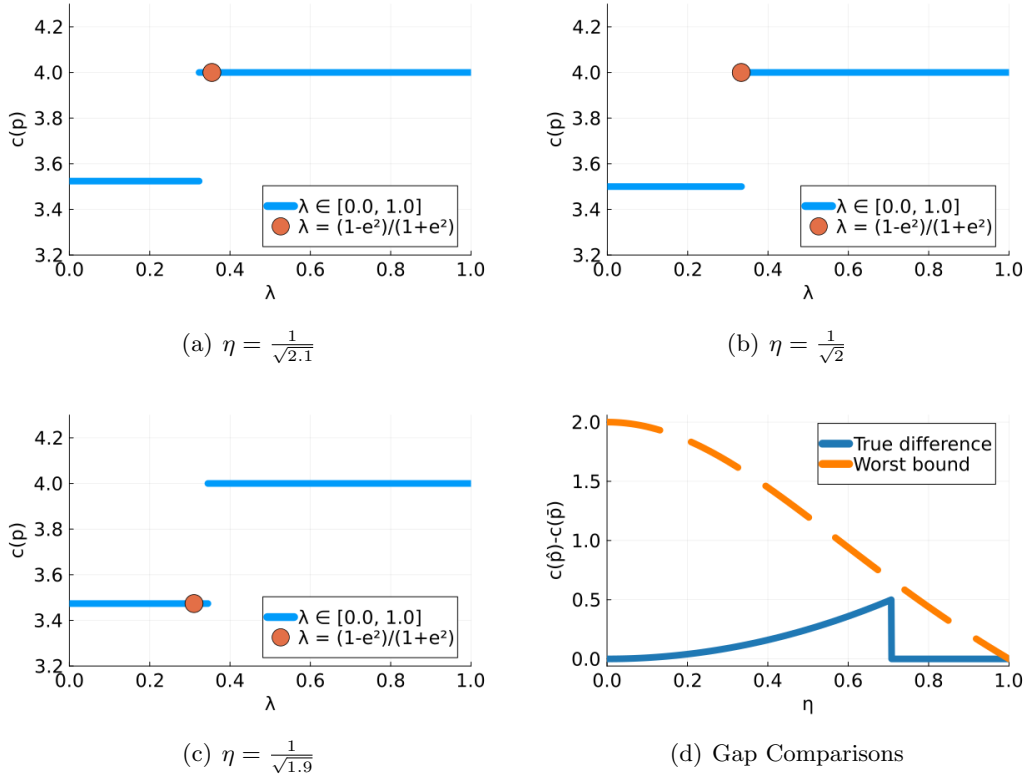 4.2
4.0
3.8
3.6
3.4
3.2
c(p)
0.0 0.2 0.4 0.6 0.8 1.0
λ
λ ∈ [0.0, 1.0]
λ = (1-e²)/(1+e²)
(a) η = 1/√2.1
4.2
4.0
3.8
3.6
3.4
3.2
c(p)
0.0 0.2 0.4 0.6 0.8 1.0
λ
λ ∈ [0.0, 1.0]
λ = (1-e²)/(1+e²)
(b) η = 1/√2
4.2
4.0
3.8
3.6
3.4
3.2
c(p)
0.0 0.2 0.4 0.6 0.8 1.0
λ
λ ∈ [0.0, 1.0]
λ = (1-e²)/(1+e²)
(c) η = 1/√1.9
2.0
1.5
1.0
0.5
0.0
c(p̂)-c(p̄)
0.0 0.2 0.4 0.6 0.8 1.0
η
True difference
Worst bound
(d) Gap Comparisons